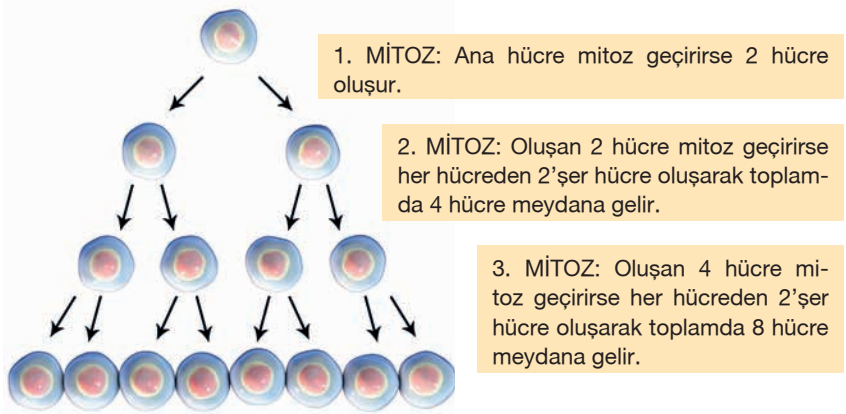 1. MİTOZ: Ana hücre mitoz geçirirse 2 hücre
oluşur.
2. MİTOZ: Oluşan 2 hücre mitoz geçirirse
her hücreden 2’şer hücre oluşarak toplam-
da 4 hücre meydana gelir.
3. MİTOZ: Oluşan 4 hücre mi-
toz geçirirse her hücreden 2’şer
hücre oluşarak toplamda 8 hücre
meydana gelir.